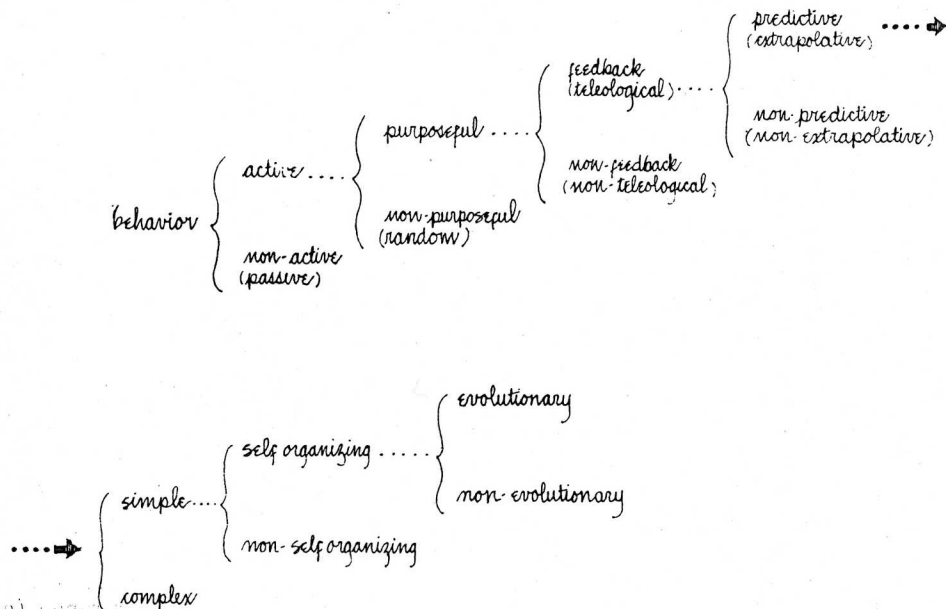 predictive
(extrapolative)
feedback
(teleological)
non-predictive
(non-extrapolative)
purposeful
non-feedback
(non-teleological)
active
non-purposeful
(random)
behavior
non-active
(passive)
evolutionary
self organizing
non-evolutionary
simple
non-self organizing
complex